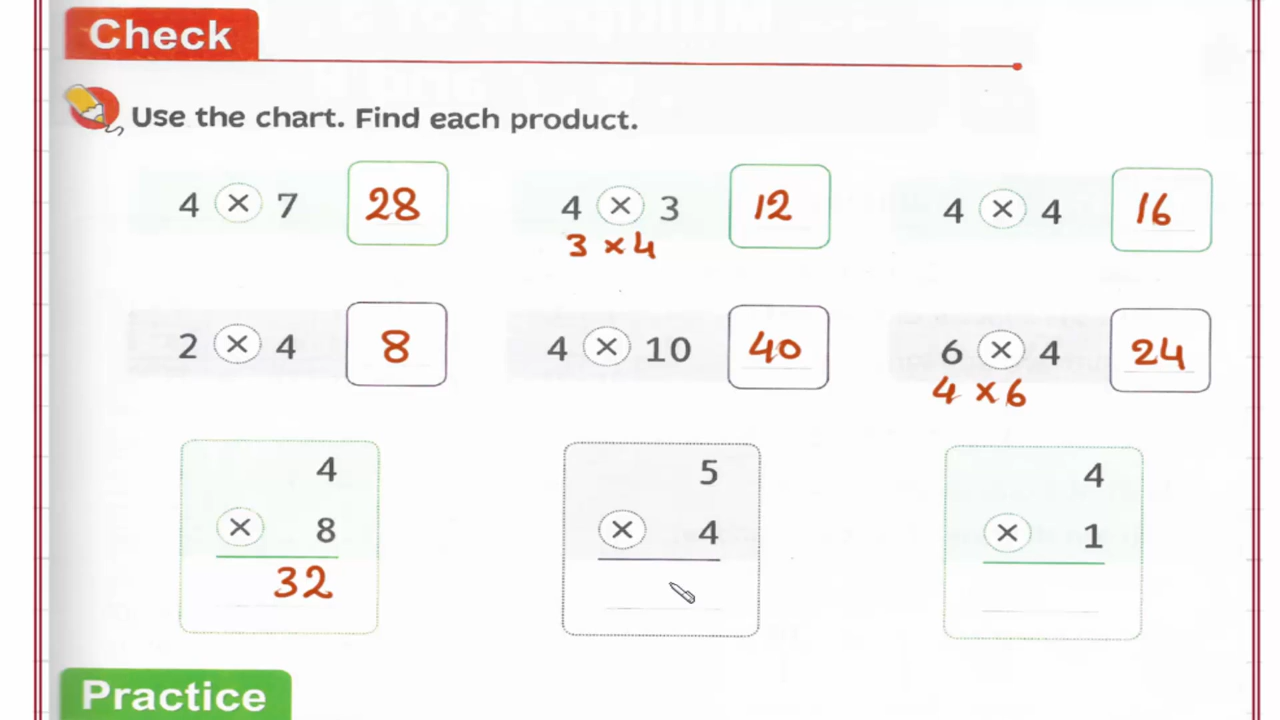 Check
Use the chart. Find each product.
4 × 7 28 4 × 3 12 4 × 4 16
3 × 4
2 × 4 8 4 × 10 40 6 × 4 24
4 × 6
4 5 4
× 8 × 4 × 1
32
Practice